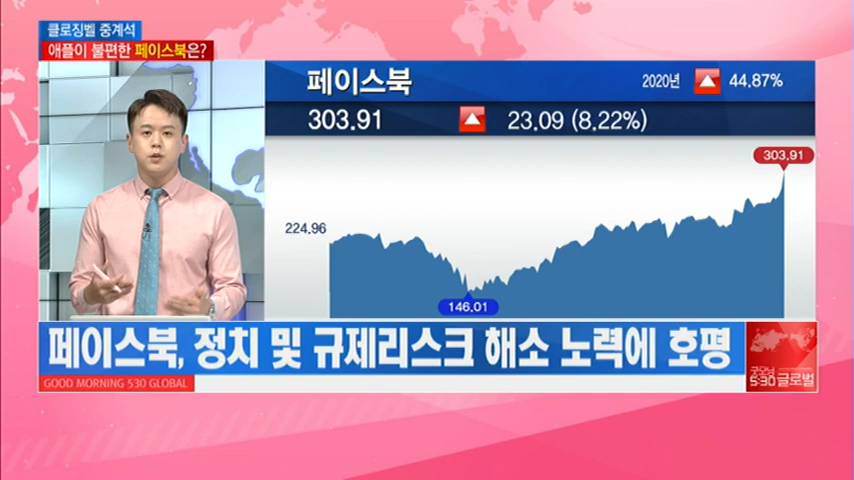 클로징벨 중계석
애플이 불편한 페이스북은?
페이스북
2020년 44.87%
303.91 23.09 (8.22%)
303.91
224.96
146.01
페이스북, 정치 및 규제리스크 해소 노력에 호평
GOOD MORNING 530 GLOBAL
굿모닝
5:30 글로벌